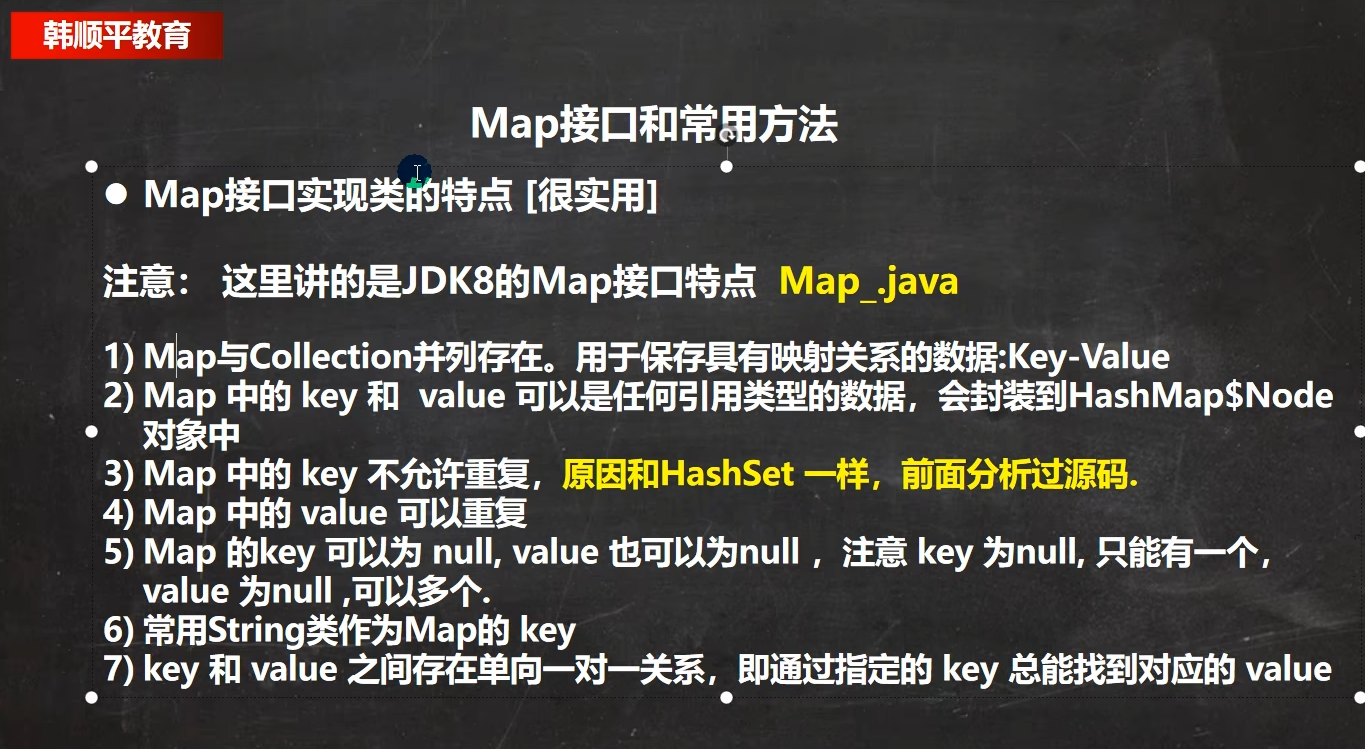 韩顺平教育
Map接口和常用方法
● Map接口实现类的特点 [很实用]
注意： 这里讲的是JDK8的Map接口特点 Map_.java
1) Map与Collection并列存在。用于保存具有映射关系的数据:Key-Value
2) Map 中的 key 和 value 可以是任何引用类型的数据，会封装到HashMap$Node
对象中
3) Map 中的 key 不允许重复，原因和HashSet 一样，前面分析过源码.
4) Map 中的 value 可以重复
5) Map 的key 可以为 null, value 也可以为null ，注意 key 为null, 只能有一个，
value 为null ,可以多个.
6) 常用String类作为Map的 key
7) key 和 value 之间存在单向一对一关系，即通过指定的 key 总能找到对应的 value